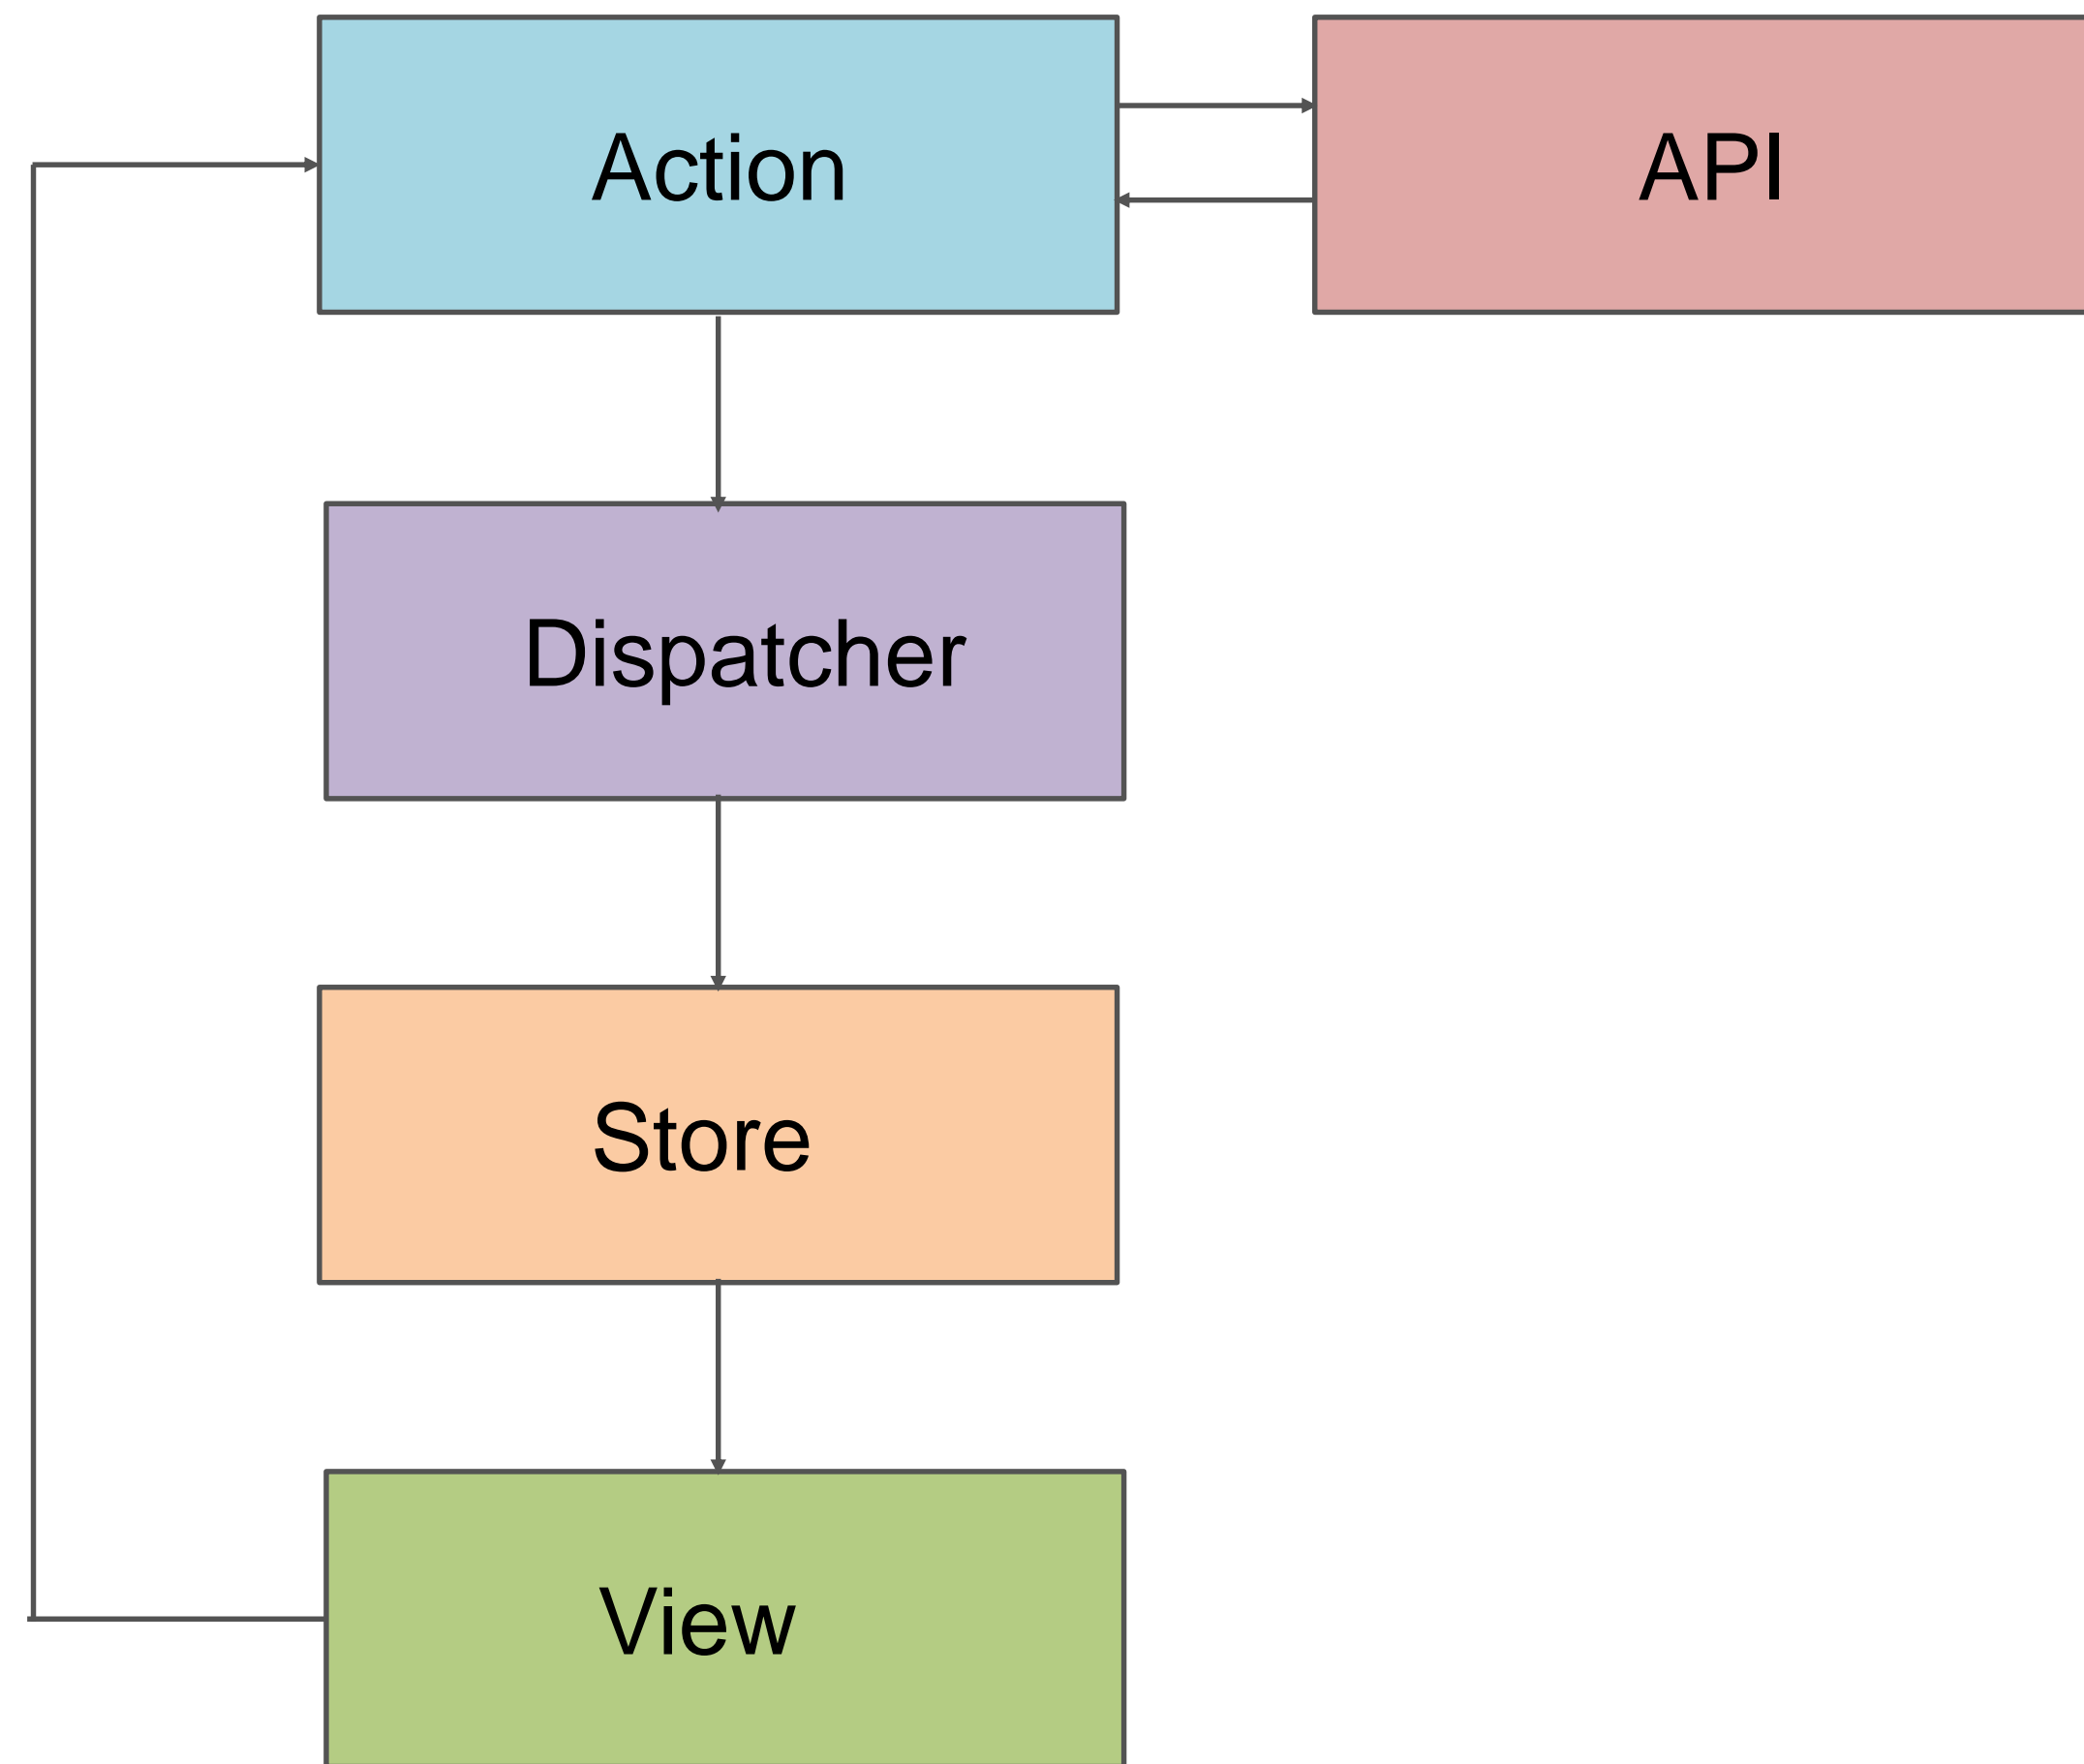 Action
API
Dispatcher
Store
View